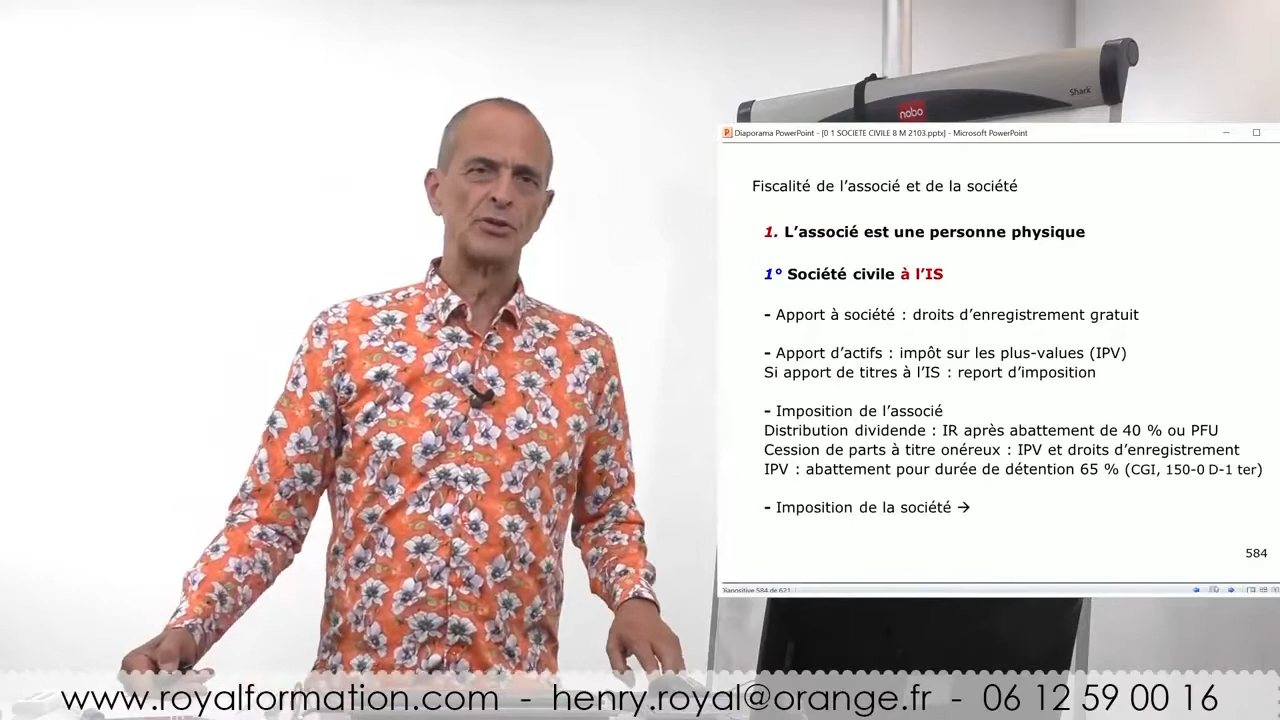 Shark
nobo
Diaporama PowerPoint - [0 1 SOCIETE CIVILE 8 M 2103.pptx] - Microsoft PowerPoint
Fiscalité de l’associé et de la société
1. L’associé est une personne physique
1° Société civile à l’IS
- Apport à société : droits d’enregistrement gratuit
- Apport d’actifs : impôt sur les plus-values (IPV)
Si apport de titres à l’IS : report d’imposition
- Imposition de l’associé
Distribution dividende : IR après abattement de 40 % ou PFU
Cession de parts à titre onéreux : IPV et droits d’enregistrement
IPV : abattement pour durée de détention 65 % (CGI, 150-0 D-1 ter)
- Imposition de la société →
584
Diapositive 584 de 621
www.royalformation.com - henry.royal@orange.fr - 06 12 59 00 16